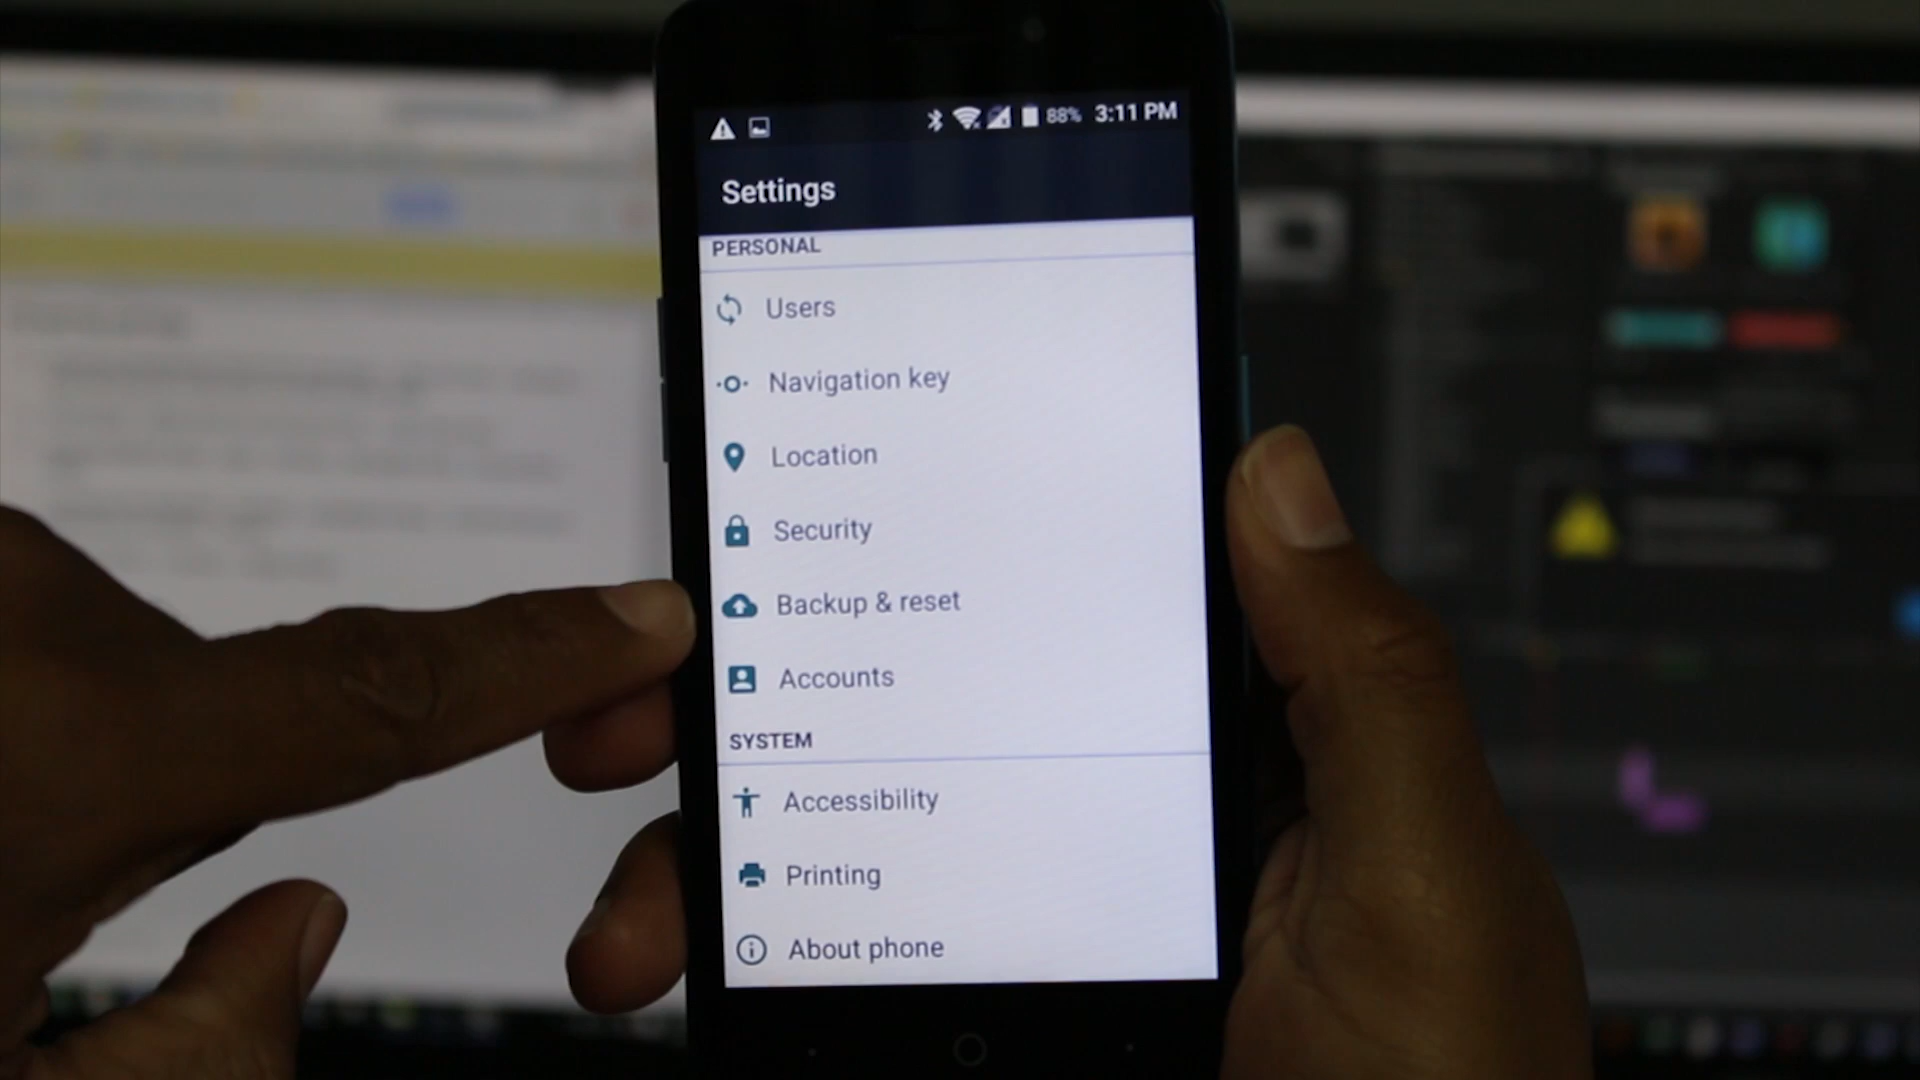 88% 3:11 PM
Settings
PERSONAL
Users
Navigation key
Location
Security
Backup & reset
Accounts
SYSTEM
Accessibility
Printing
About phone